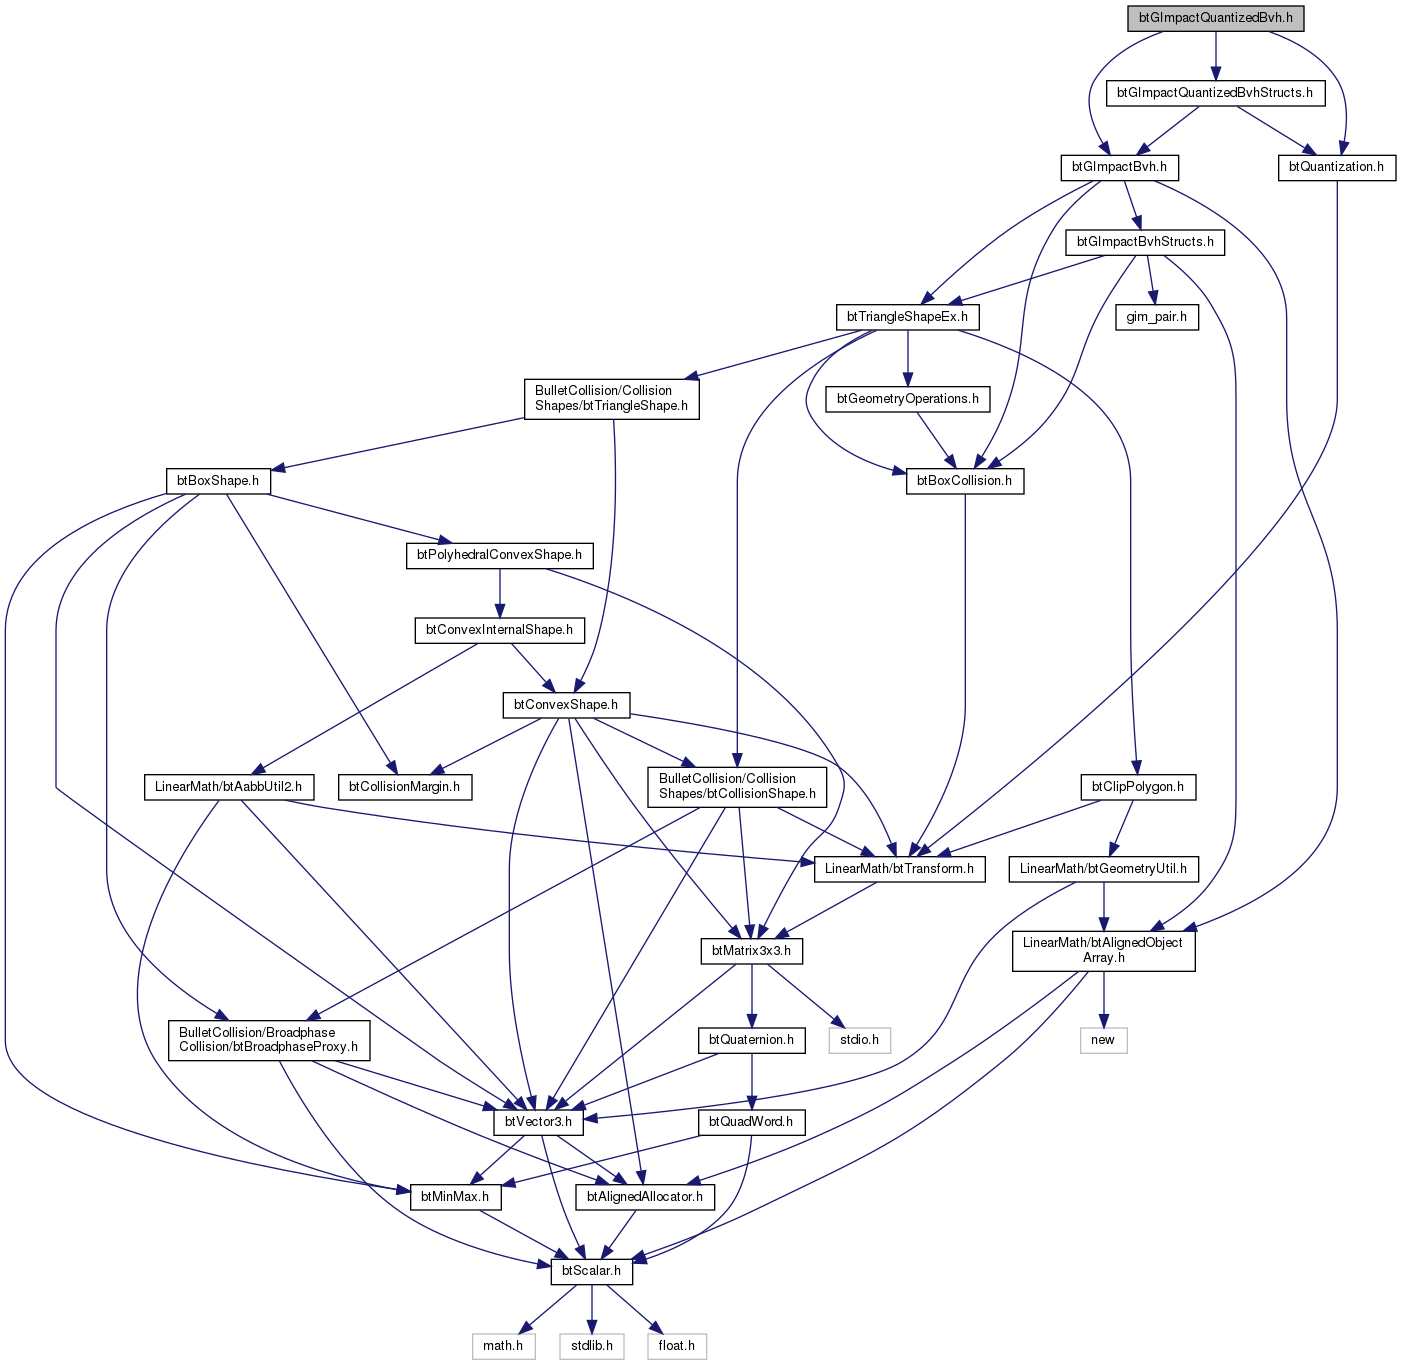 btGImpactQuantizedBvh.h
btGImpactQuantizedBvhStructs.h
btGImpactBvh.h
btQuantization.h
btGImpactBvhStructs.h
btTriangleShapeEx.h
gim_pair.h
BulletCollision/Collision
Shapes/btTriangleShape.h
btGeometryOperations.h
btBoxShape.h
btBoxCollision.h
btPolyhedralConvexShape.h
btConvexInternalShape.h
btConvexShape.h
LinearMath/btAabbUtil2.h
btCollisionMargin.h
BulletCollision/Collision
Shapes/btCollisionShape.h
btClipPolygon.h
LinearMath/btTransform.h
LinearMath/btGeometryUtil.h
btMatrix3x3.h
LinearMath/btAlignedObject
Array.h
BulletCollision/Broadphase
Collision/btBroadphaseProxy.h
btQuaternion.h
stdio.h
new
btVector3.h
btQuadWord.h
btMinMax.h
btAlignedAllocator.h
btScalar.h
math.h
stdlib.h
float.h